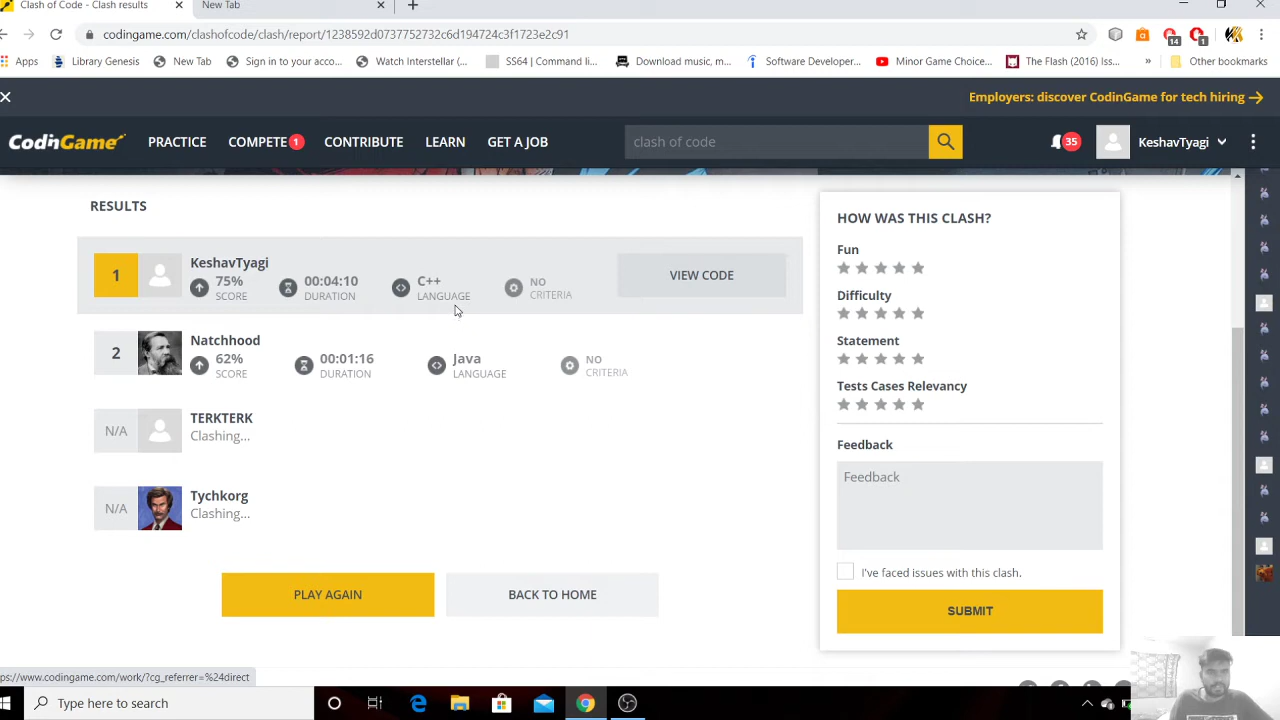 Clash of Code - Clash results
New Tab
codingame.com/clashofcode/clash/report/1238592d0737752732c6d194724c3f1728e2c91
14
1
Apps
Library Genesis
New Tab
Sign in to your acco...
Watch Interstellar (...
SS64 | Command li...
Download music, m...
Software Developer...
Minor Game Choice...
The Flash (2016) Iss...
»
Other bookmarks
Employers: discover CodinGame for tech hiring
CodinGame
PRACTICE
COMPETE 1
CONTRIBUTE
LEARN
GET A JOB
clash of code
35
KeshavTyagi
RESULTS
1
KeshavTyagi
75%
SCORE
00:04:10
DURATION
C++
LANGUAGE
NO
CRITERIA
VIEW CODE
2
Natchhood
62%
SCORE
00:01:16
DURATION
Java
LANGUAGE
NO
CRITERIA
N/A
TERKTERK
Clashing...
N/A
Tychkorg
Clashing...
PLAY AGAIN
BACK TO HOME
HOW WAS THIS CLASH?
Fun
Difficulty
Statement
Tests Cases Relevancy
Feedback
Feedback
I've faced issues with this clash.
SUBMIT
ps://www.codingame.com/work/?cg_referrer=%24direct
Type here to search